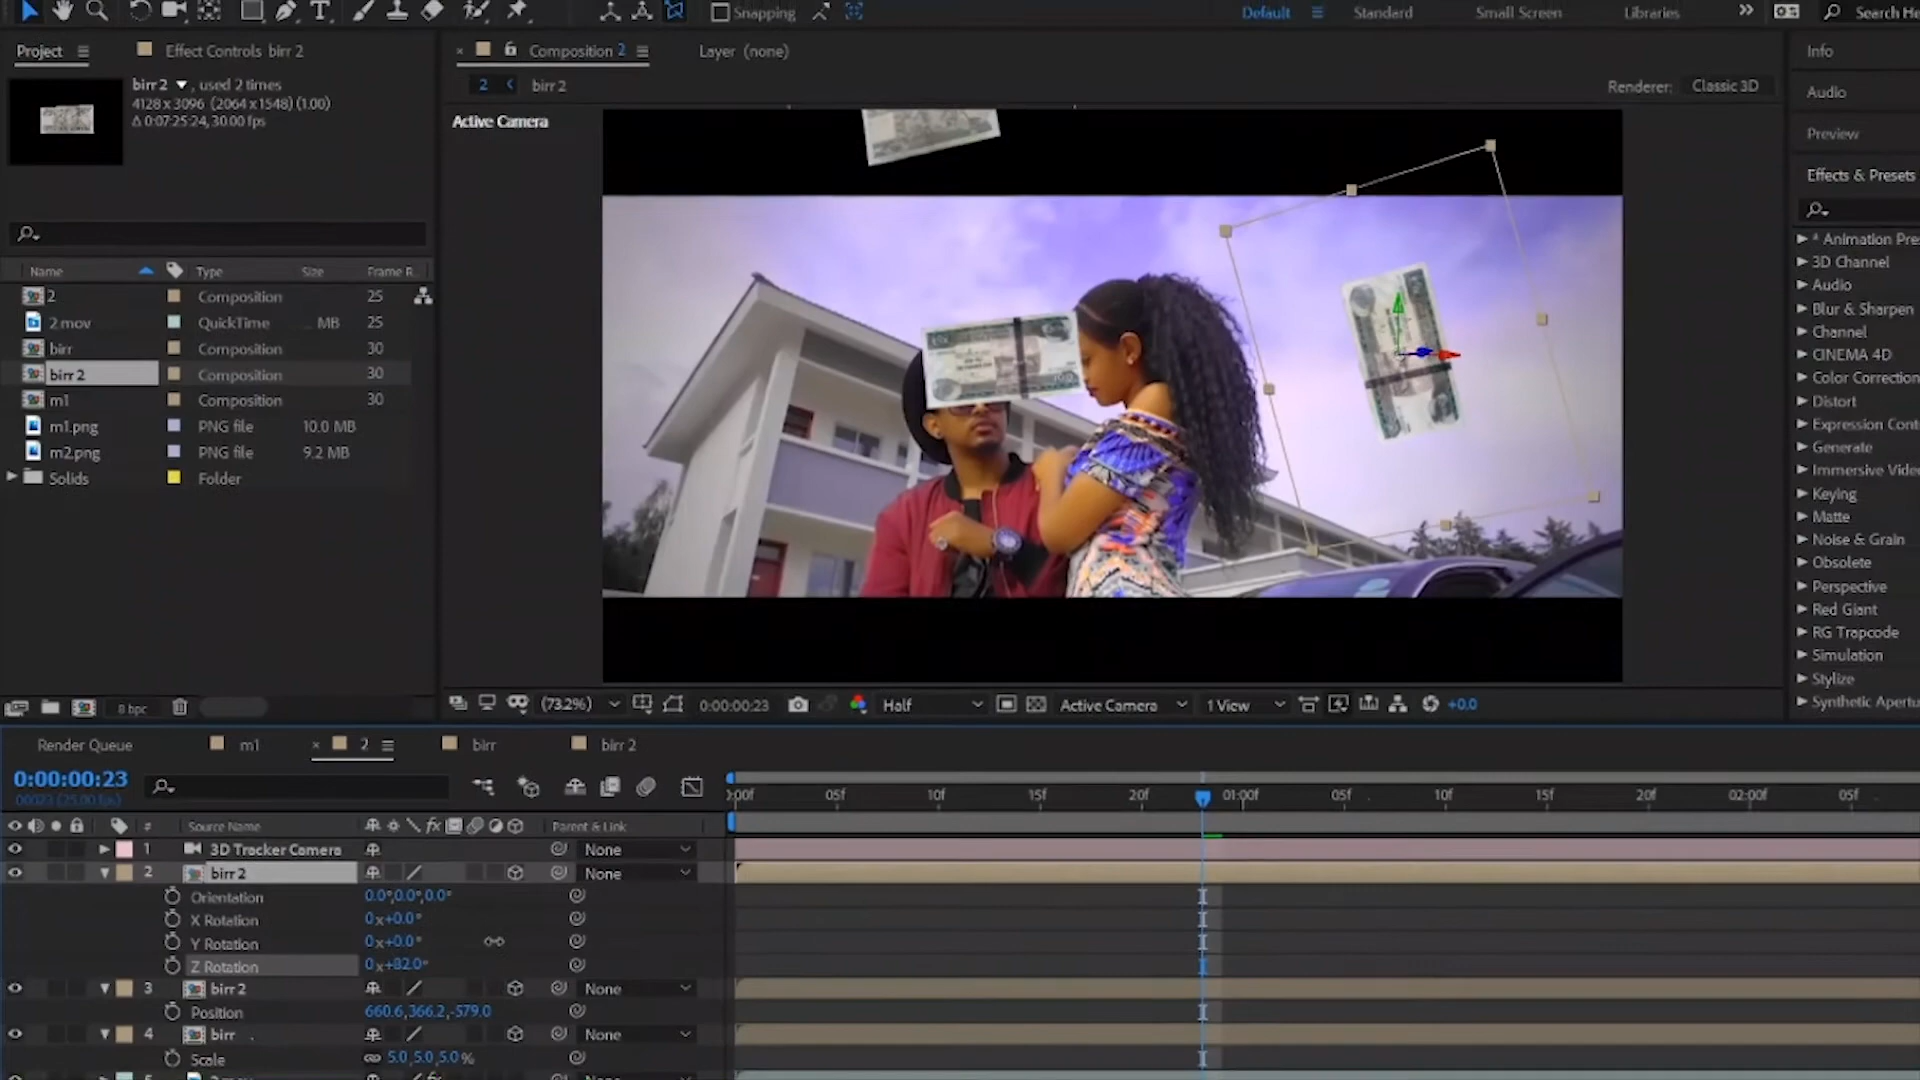 Snapping
Default
Standard
Small Screen
Libraries
Search He
Project
Effect Controls birr 2
Composition 2
Layer (none)
Info
birr 2 , used 2 times
4128 x 3096 (2064 x 1548) (1.00)
Δ 0:07:25:24, 30.00 fps
2
birr 2
Renderer:
Classic 3D
Audio
Active Camera
Preview
Effects & Presets
Name
Type
Size
Frame R..
2
Composition
25
2.mov
QuickTime
... MB
25
birr
Composition
30
birr 2
Composition
30
m1
Composition
30
m1.png
PNG file
10.0 MB
m2.png
PNG file
9.2 MB
Solids
Folder
* Animation Pres
3D Channel
Audio
Blur & Sharpen
Channel
CINEMA 4D
Color Correction
Distort
Expression Cont
Generate
Immersive Video
Keying
Matte
Noise & Grain
Obsolete
Perspective
Red Giant
RG Trapcode
Simulation
Stylize
Synthetic Apertu
8 bpc
(73.2%)
0:00:00:23
Half
Active Camera
1 View
+0.0
Render Queue
m1
2
birr
birr 2
0:00:00:23
00023 (25.00 fps)
:00f
05f
10f
15f
20f
01:00f
05f
10f
15f
20f
02:00f
05f
#
Source Name
fx
Parent & Link
1
3D Tracker Camera
None
2
birr 2
None
Orientation
0.0°,0.0°,0.0°
X Rotation
0x+0.0°
Y Rotation
0x+0.0°
Z Rotation
0x+82.0°
3
birr 2
None
Position
660.6,366.2,-579.0
4
birr
None
Scale
5.0,5.0,5.0%